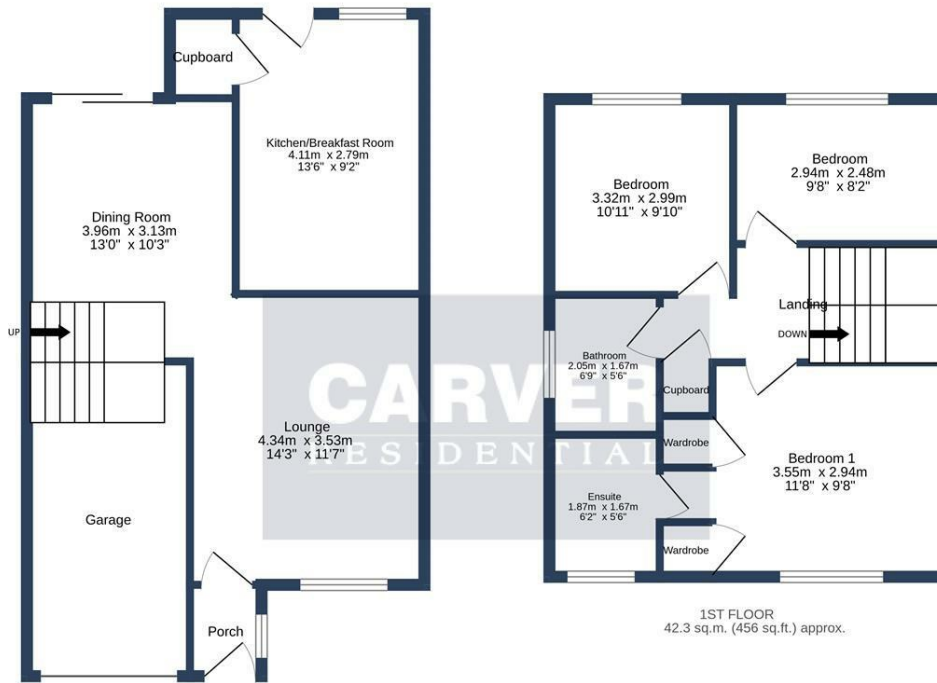 Cupboard
Kitchen/Breakfast Room
4.11m x 2.79m
13'6" x 9'2"
Dining Room
3.96m x 3.13m
13'0" x 10'3"
UP
Lounge
4.34m x 3.53m
14'3" x 11'7"
Garage
Porch
Bedroom
3.32m x 2.99m
10'11" x 9'10"
Bedroom
2.94m x 2.48m
9'8" x 8'2"
Landing
DOWN
Bathroom
2.05m x 1.67m
6'9" x 5'6"
Cupboard
Wardrobe
Bedroom 1
3.55m x 2.94m
11'8" x 9'8"
Ensuite
1.87m x 1.67m
6'2" x 5'6"
Wardrobe
1ST FLOOR
42.3 sq.m. (456 sq.ft.) approx.
CARVER
RESIDENTIAL